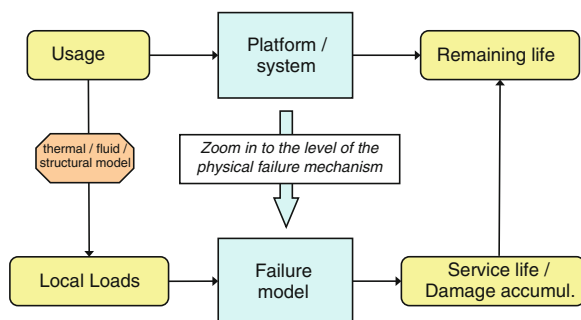 Usage
Platform /
system
Remaining life
thermal / fluid /
structural model
Zoom in to the level of the
physical failure mechanism
Local Loads
Failure
model
Service life /
Damage accumul.